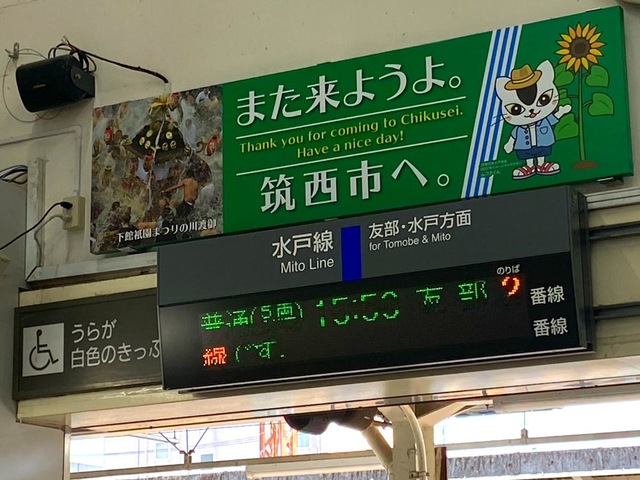 また来ようよ。
Thank you for coming to Chikusei.
Have a nice day!
筑西市へ。
下館祇園まつりの川渡御
水戸線
Mito Line
友部・水戸方面
for Tomobe & Mito
のりば
普通(5両) 15:59 友部 2 番線
線です. 番線
うらが
白色のきっぷ